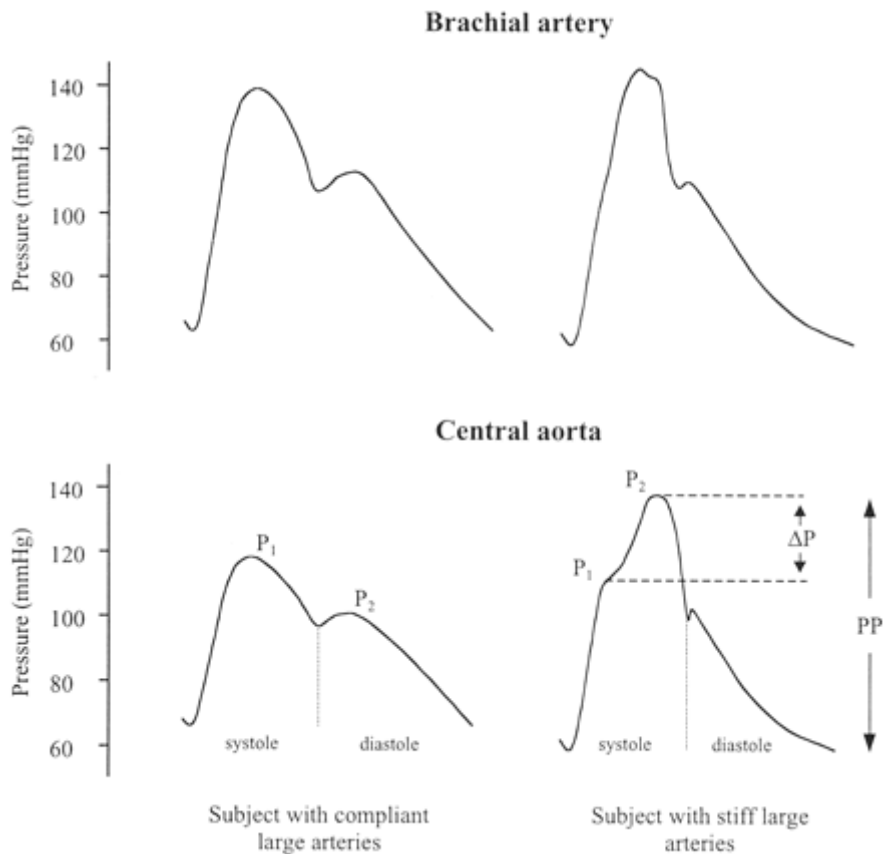 Brachial artery
Pressure (mmHg)
140
120
100
80
60
Central aorta
Pressure (mmHg)
140
120
100
80
60
P1
P2
systole
diastole
P2
P1
ΔP
PP
systole
diastole
Subject with compliant
large arteries
Subject with stiff large
arteries